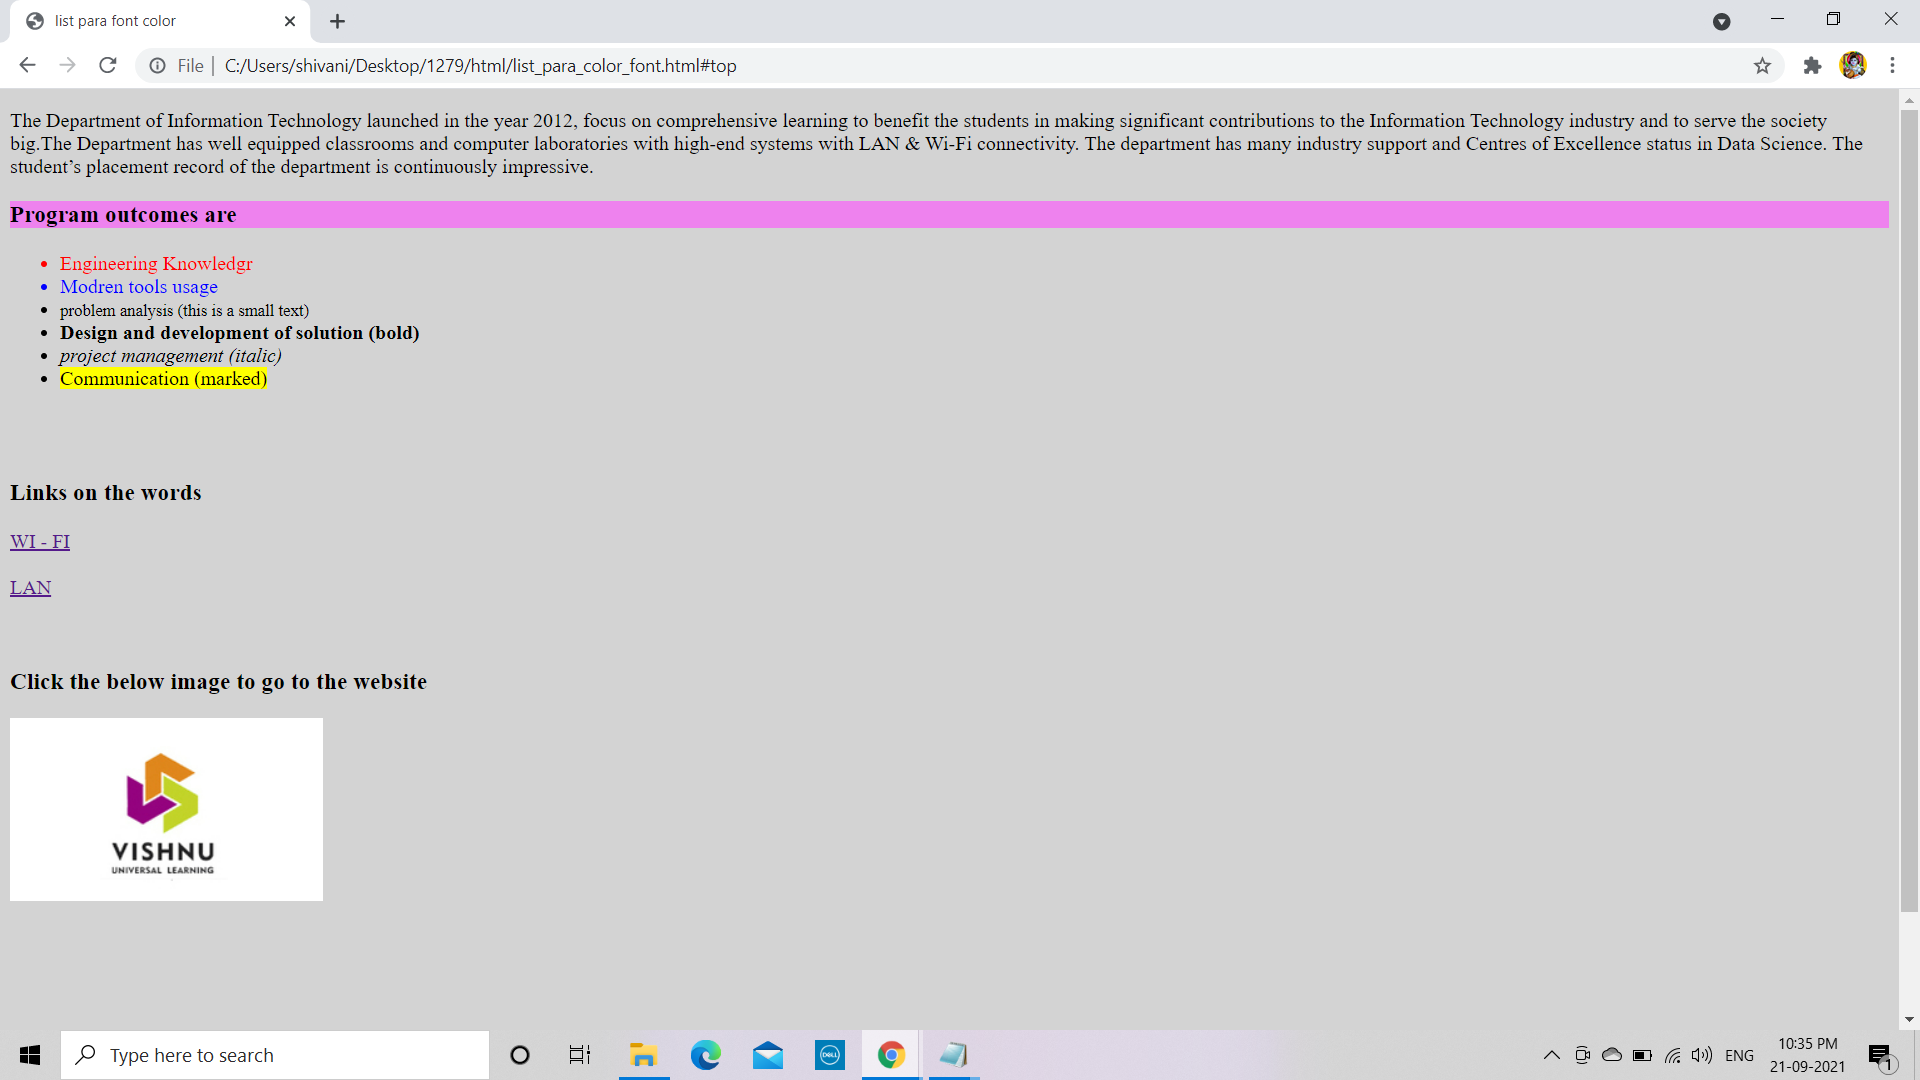 list para font color
File
C:/Users/shivani/Desktop/1279/html/list_para_color_font.html#top
The Department of Information Technology launched in the year 2012, focus on comprehensive learning to benefit the students in making significant contributions to the Information Technology industry and to serve the society
big.The Department has well equipped classrooms and computer laboratories with high-end systems with LAN & Wi-Fi connectivity. The department has many industry support and Centres of Excellence status in Data Science. The
student’s placement record of the department is continuously impressive.
Program outcomes are
Engineering Knowledgr
Modren tools usage
problem analysis (this is a small text)
Design and development of solution (bold)
project management (italic)
Communication (marked)
Links on the words
WI - FI
LAN
Click the below image to go to the website
VISHNU
UNIVERSAL LEARNING
Type here to search
DELL
ENG
10:35 PM
21-09-2021
1